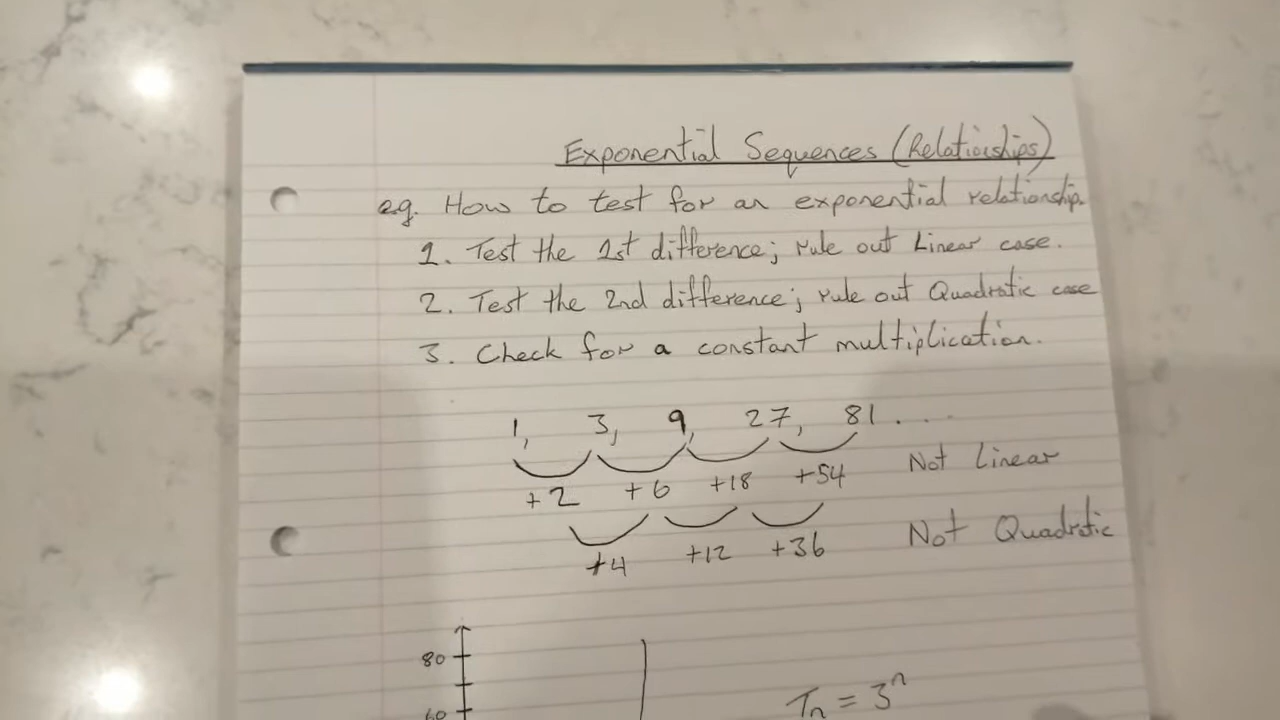 Exponential Sequences (Relationships)
e.g. How to test for an exponential relationship.
1. Test the 1st difference; rule out Linear case.
2. Test the 2nd difference; rule out Quadratic case
3. Check for a constant multiplication.
1, 3, 9, 27, 81 ....
+2 +6 +18 +54 Not Linear
+4 +12 +36 Not Quadratic
80
60
Tn = 3ⁿ